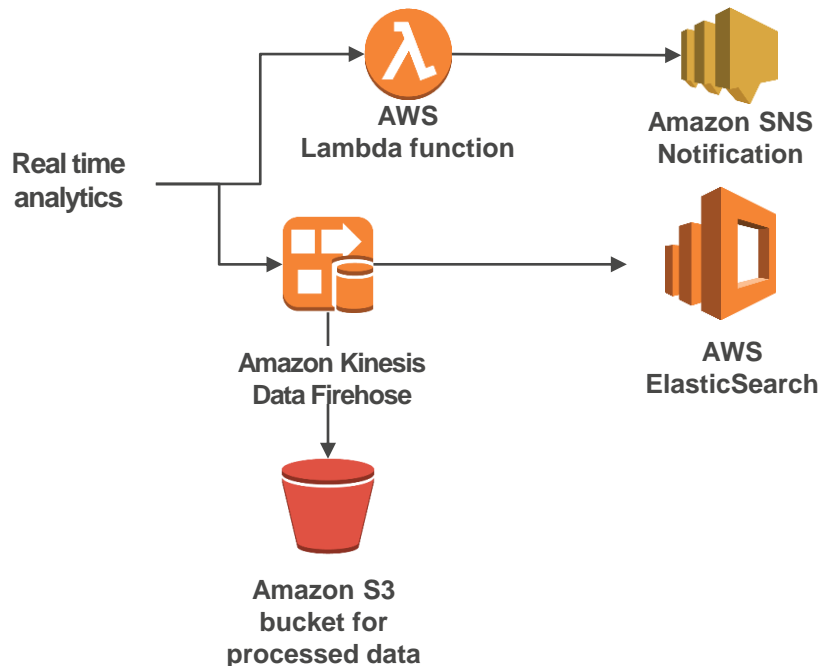 AWS
Lambda function
Amazon SNS
Notification
Real time
analytics
Amazon Kinesis
Data Firehose
AWS
ElasticSearch
Amazon S3
bucket for
processed data